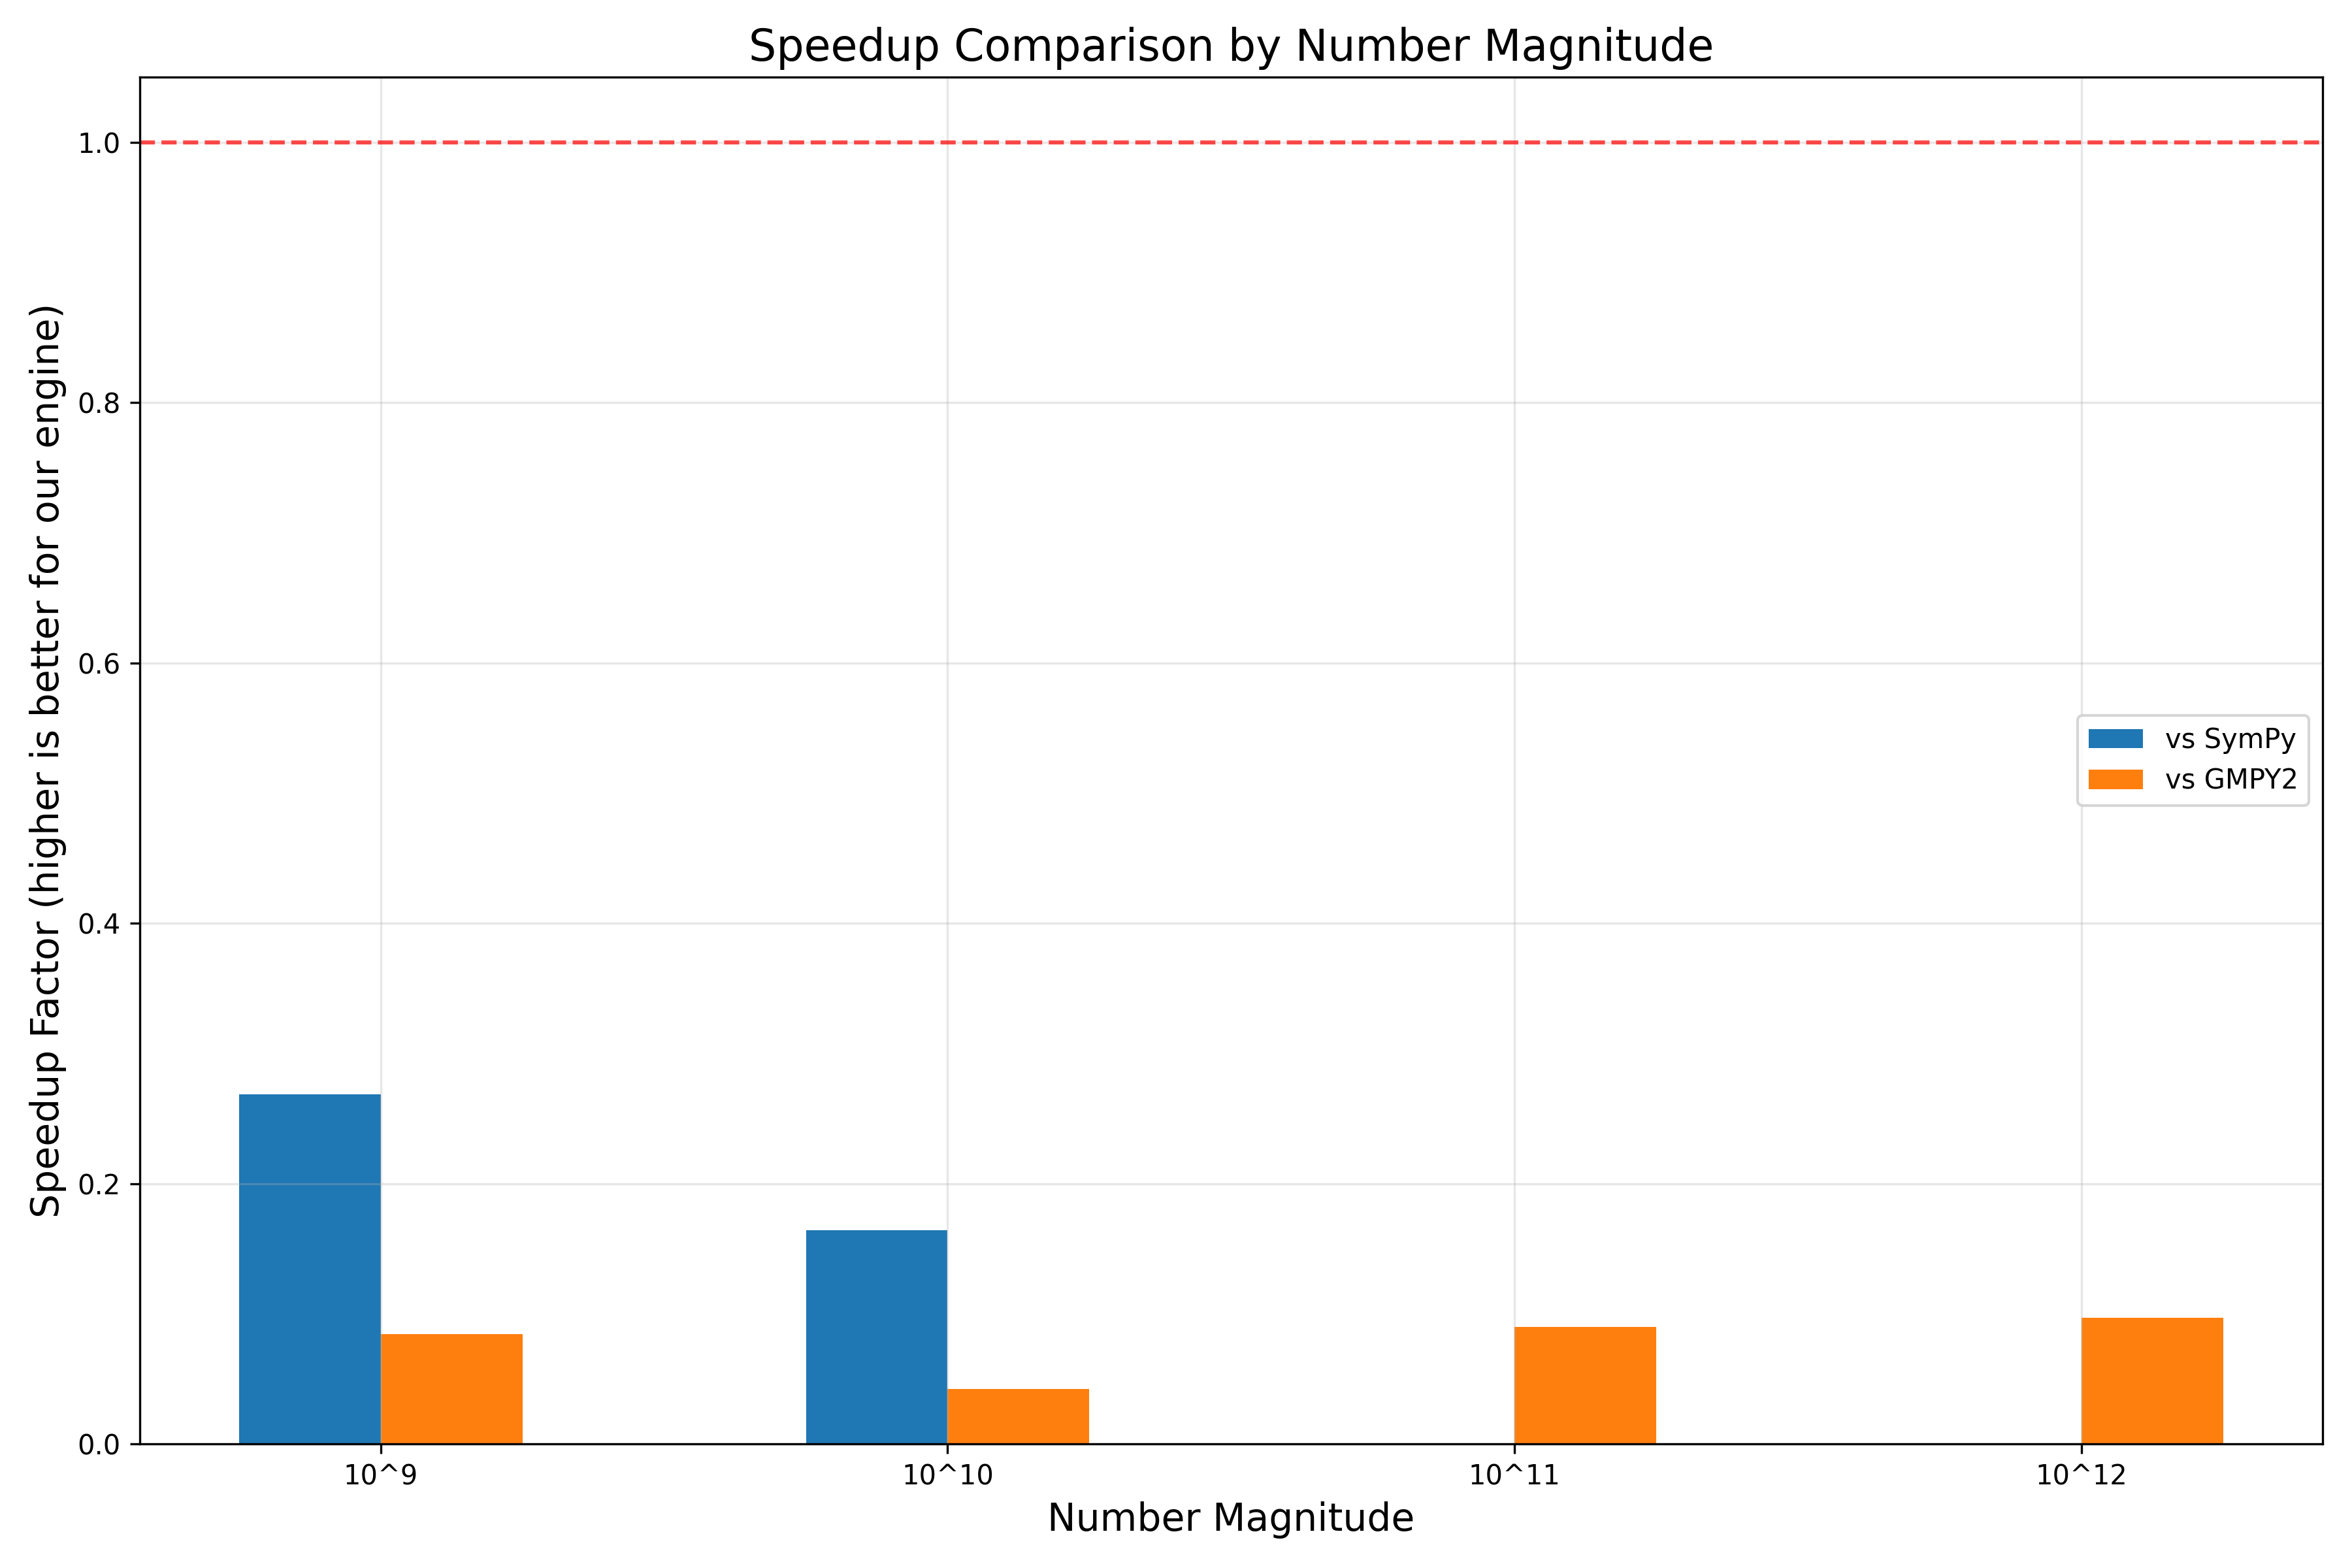 Speedup Comparison by Number Magnitude
Speedup Factor (higher is better for our engine)
1.0
0.8
0.6
0.4
0.2
0.0
vs SymPy
vs GMPY2
10^9 10^10 10^11 10^12
Number Magnitude